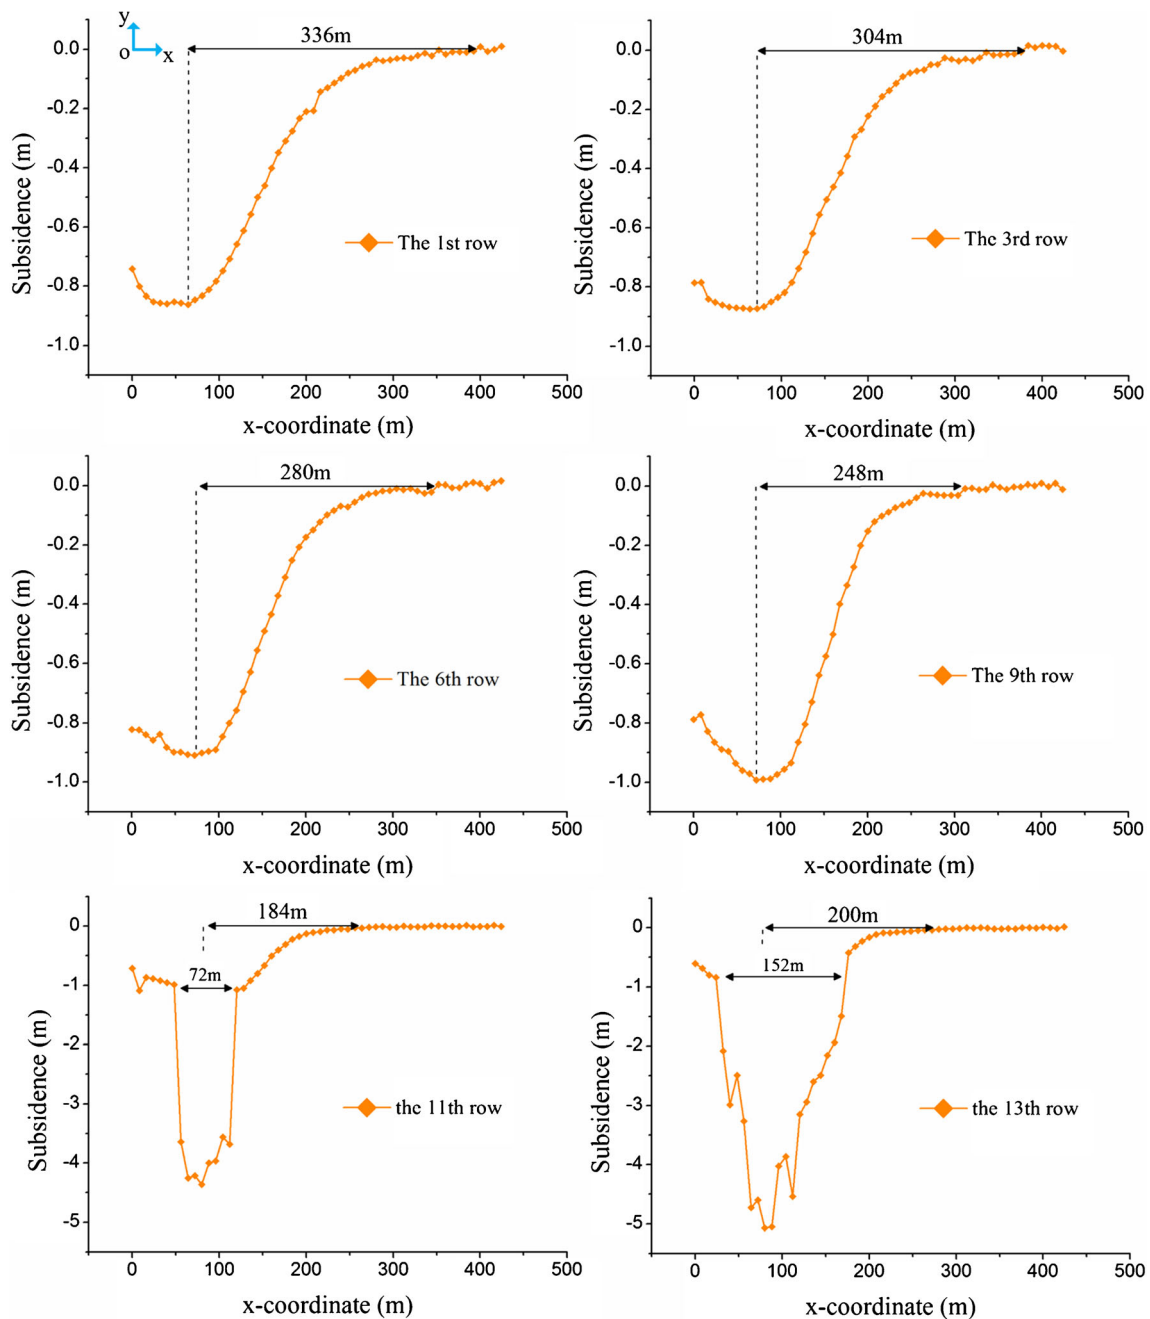 y
o
x
336m
0.0
-0.2
-0.4
-0.6
-0.8
-1.0
Subsidence (m)
The 1st row
0 100 200 300 400 500
x-coordinate (m)
304m
0.0
-0.2
-0.4
-0.6
-0.8
-1.0
Subsidence (m)
The 3rd row
0 100 200 300 400 500
x-coordinate (m)
280m
0.0
-0.2
-0.4
-0.6
-0.8
-1.0
Subsidence (m)
The 6th row
0 100 200 300 400 500
x-coordinate (m)
248m
0.0
-0.2
-0.4
-0.6
-0.8
-1.0
Subsidence (m)
The 9th row
0 100 200 300 400 500
x-coordinate (m)
184m
72m
0
-1
-2
-3
-4
-5
Subsidence (m)
the 11th row
0 100 200 300 400 500
x-coordinate (m)
200m
152m
0
-1
-2
-3
-4
-5
Subsidence (m)
the 13th row
0 100 200 300 400 500
x-coordinate (m)